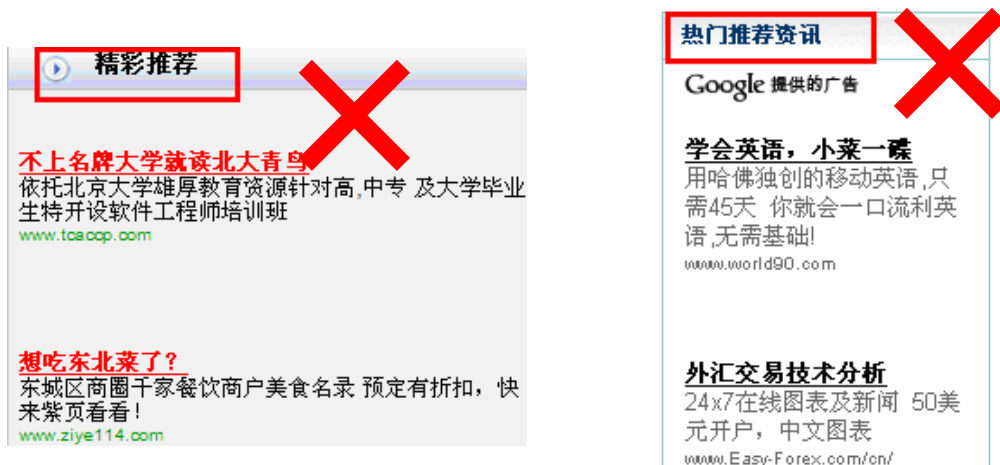 精彩推荐
不上名牌大学就读北大青鸟
依托北京大学雄厚教育资源针对高,中专 及大学毕业
生特开设软件工程师培训班
www.tcaccp.com
想吃东北菜了?
东城区商圈千家餐饮商户美食名录 预定有折扣，快
来紫页看看!
www.ziye114.com
热门推荐资讯
Google 提供的广告
学会英语，小菜一碟
用哈佛独创的移动英语,只
需45天 你就会一口流利英
语,无需基础!
www.world90.com
外汇交易技术分析
24x7在线图表及新闻 50美
元开户，中文图表
www.Easy-Forex.com/cn/